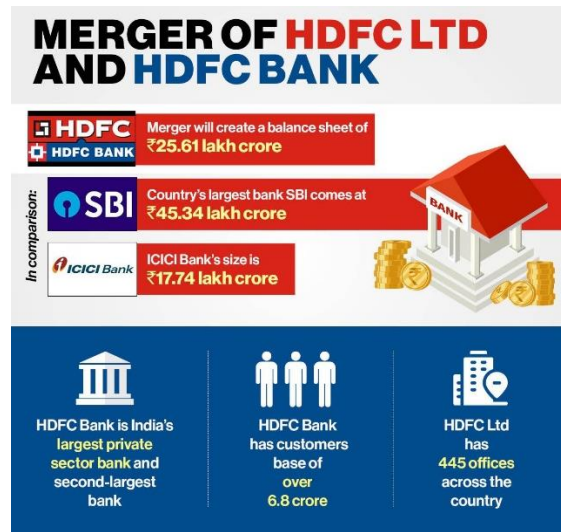 MERGER OF HDFC LTD
AND HDFC BANK
HDFC
HDFC BANK
Merger will create a balance sheet of
₹25.61 lakh crore
In comparison:
SBI
Country's largest bank SBI comes at
₹45.34 lakh crore
ICICI Bank
ICICI Bank's size is
₹17.74 lakh crore
BANK
HDFC Bank is India's
largest private
sector bank and
second-largest
bank
HDFC Bank
has customers
base of
over
6.8 crore
HDFC Ltd
has
445 offices
across the
country